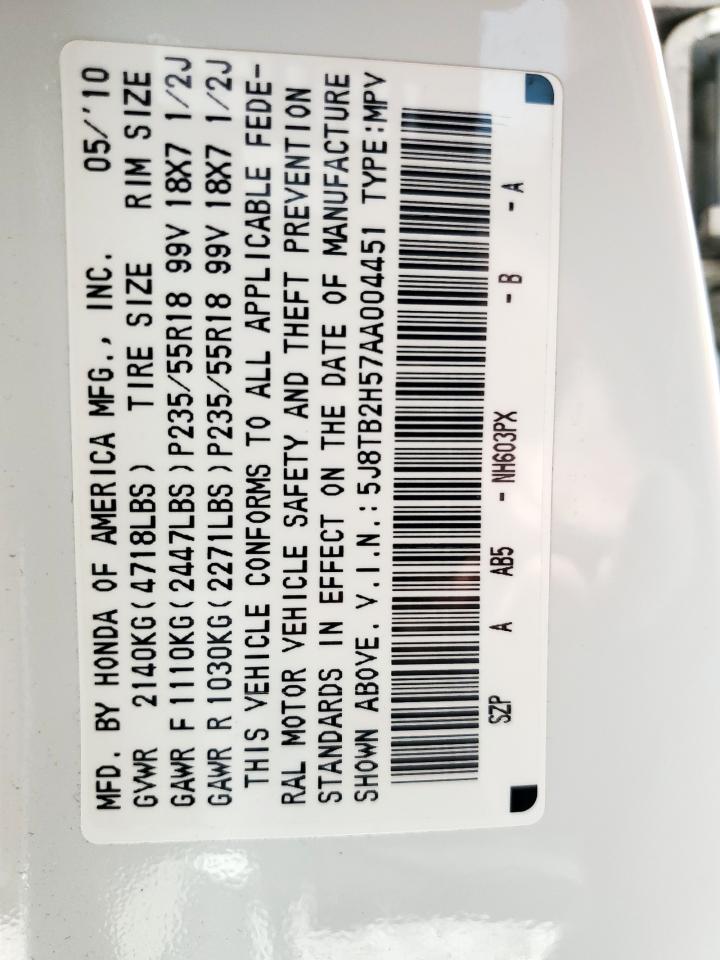 MFD. BY HONDA OF AMERICA MFG., INC. 05/'10
GVWR 2140KG(4718LBS) TIRE SIZE RIM SIZE
GAWR F 1110KG(2447LBS)P235/55R18 99V 18X7 1/2J
GAWR R 1030KG(2271LBS)P235/55R18 99V 18X7 1/2J
THIS VEHICLE CONFORMS TO ALL APPLICABLE FEDE-
RAL MOTOR VEHICLE SAFETY AND THEFT PREVENTION
STANDARDS IN EFFECT ON THE DATE OF MANUFACTURE
SHOWN ABOVE. V.I.N.:5J8TB2H57AA004451 TYPE:MPV
SZP A AB5 - NH603PX - B - A